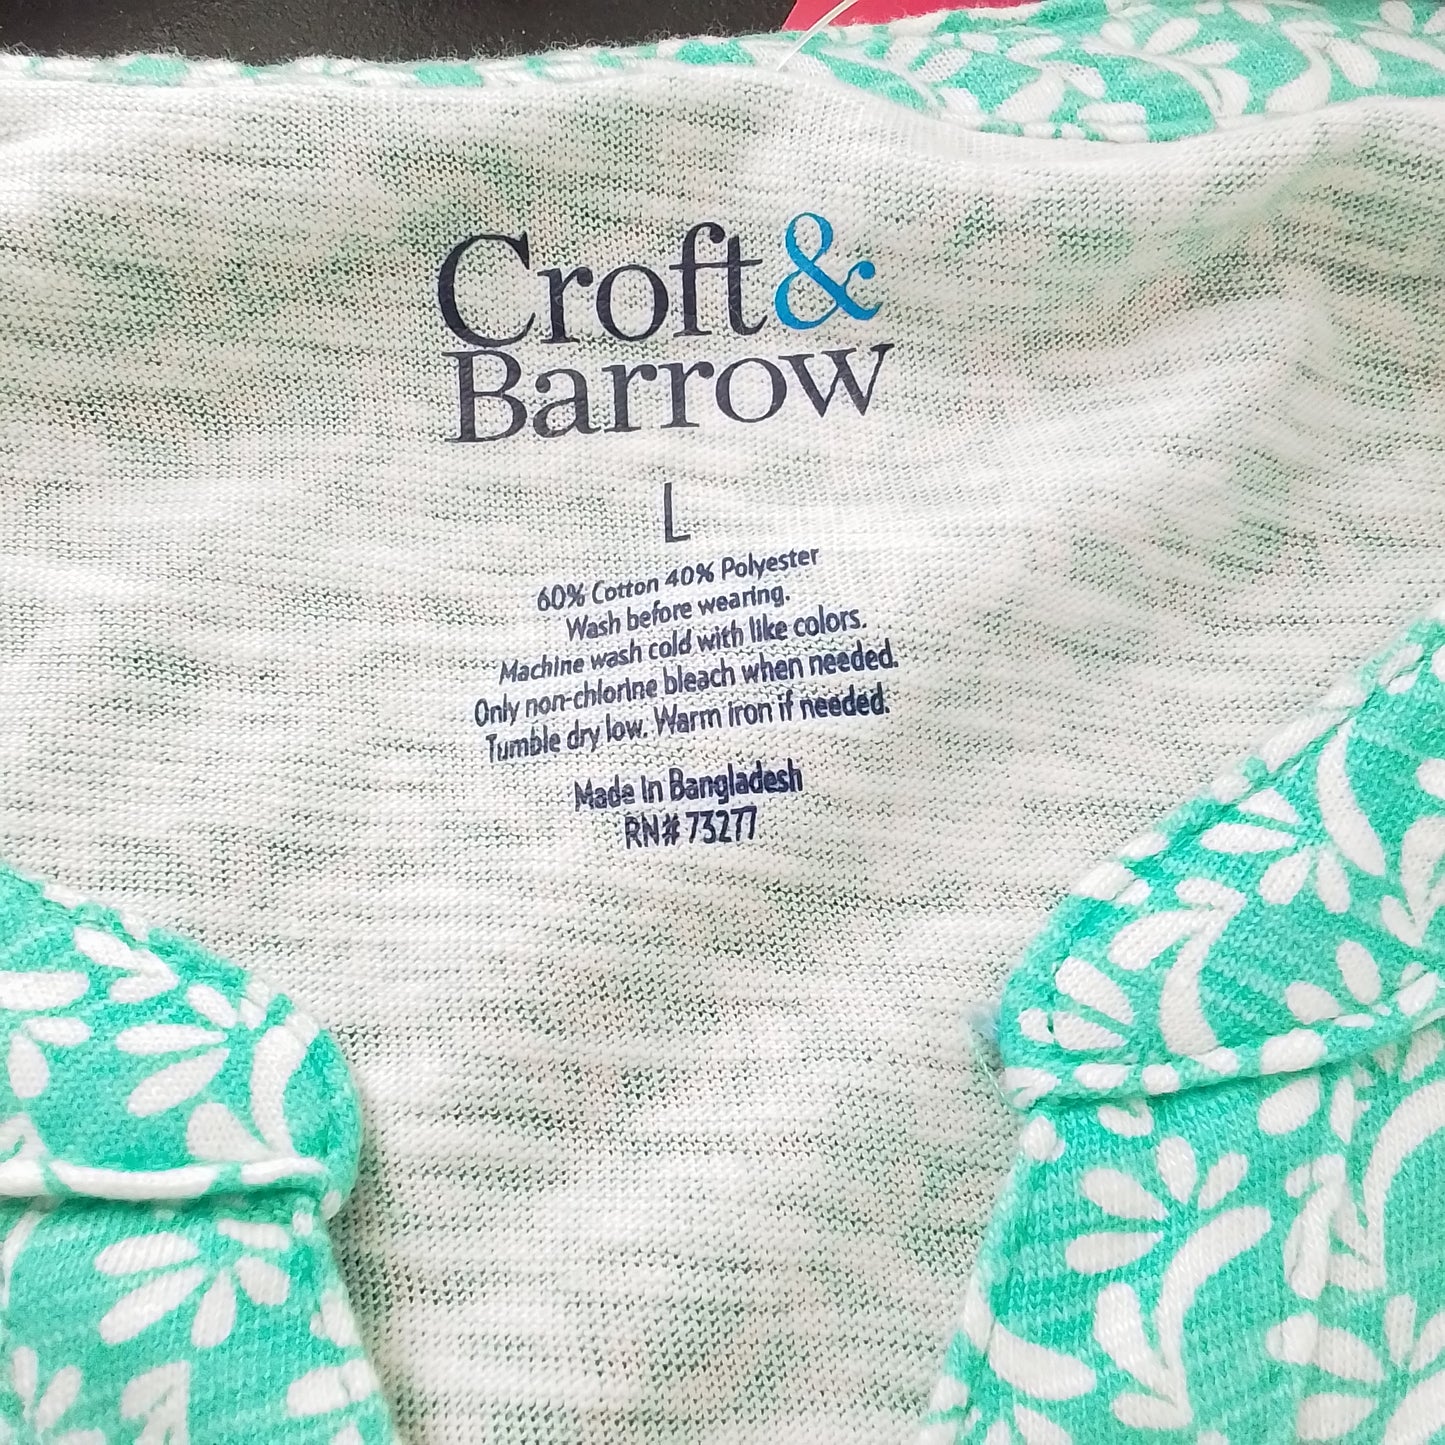 Croft &
Barrow
L
60% Cotton 40% Polyester
Wash before wearing.
Machine wash cold with like colors.
Only non-chlorine bleach when needed.
Tumble dry low. Warm iron if needed.
Made In Bangladesh
RN# 73277